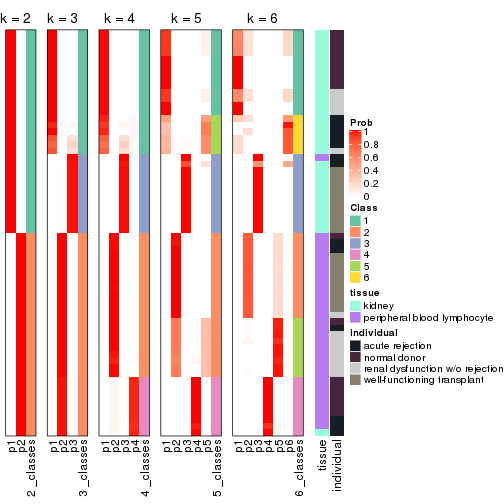 k = 2
k = 3
k = 4
k = 5
k = 6
Prob
1
0.8
0.6
0.4
0.2
0
Class
1
2
3
4
5
6
tissue
kidney
peripheral blood lymphocyte
individual
acute rejection
normal donor
renal dysfunction w/o rejection
well-functioning transplant
p1
p2
2_classes
p1
p2
p3
3_classes
p1
p2
p3
p4
4_classes
p1
p2
p3
p4
p5
5_classes
p1
p2
p3
p4
p5
p6
6_classes
tissue
individual